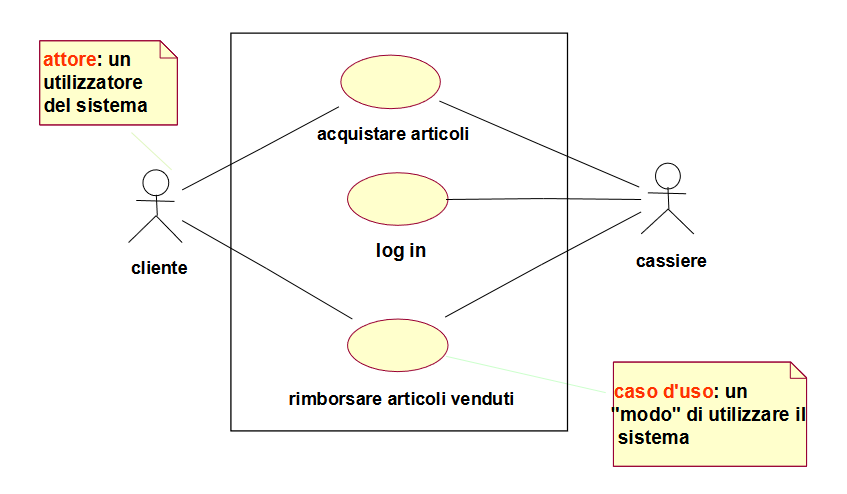 attore: un
utilizzatore
del sistema
acquistare articoli
log in
cliente
cassiere
rimborsare articoli venduti
caso d'uso: un
"modo" di utilizzare il
sistema